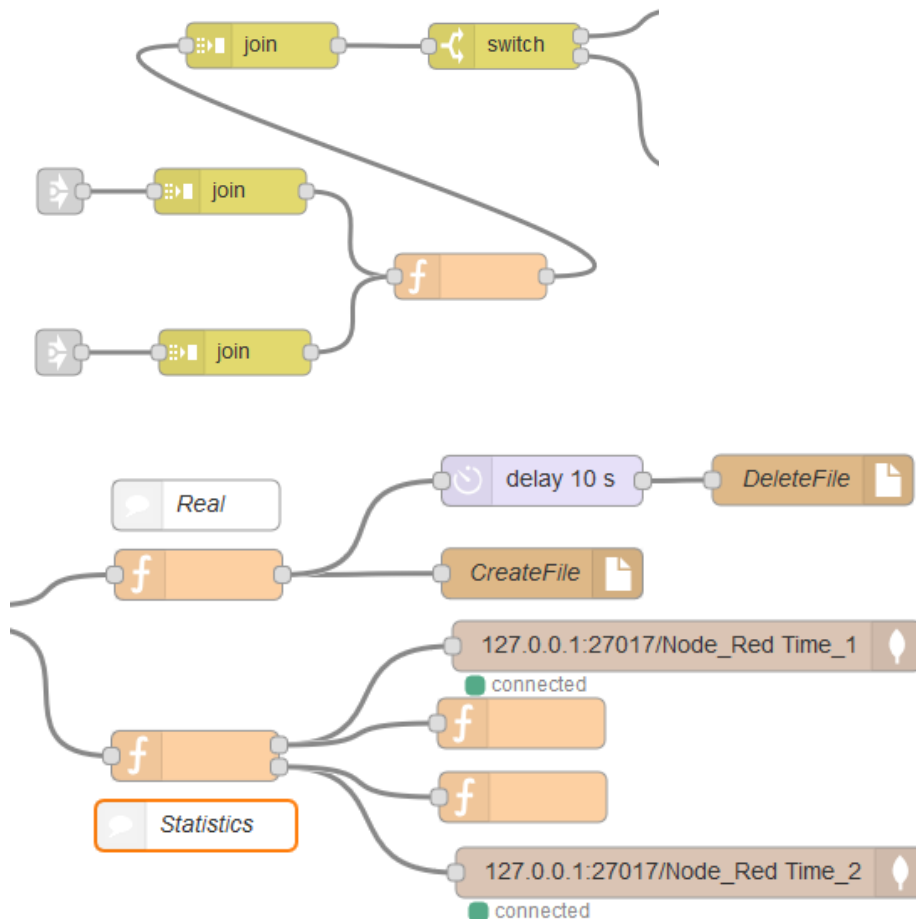 join
switch
join
join
delay 10 s
DeleteFile
Real
CreateFile
127.0.0.1:27017/Node_Red Time_1
connected
Statistics
127.0.0.1:27017/Node_Red Time_2
connected